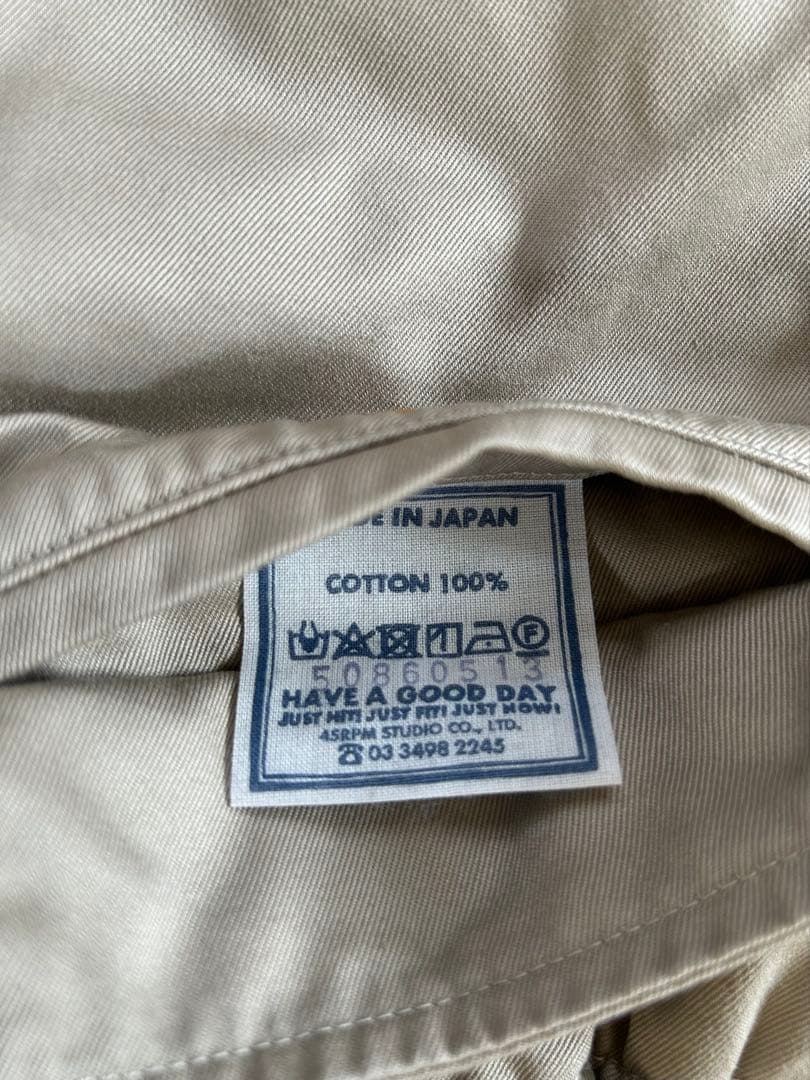 IN JAPAN
COTTON 100%
F
50860513
HAVE A GOOD DAY
JUST HIT! JUST FIT! JUST NOW!
45RPM STUDIO CO., LTD.
☎03 3498 2245